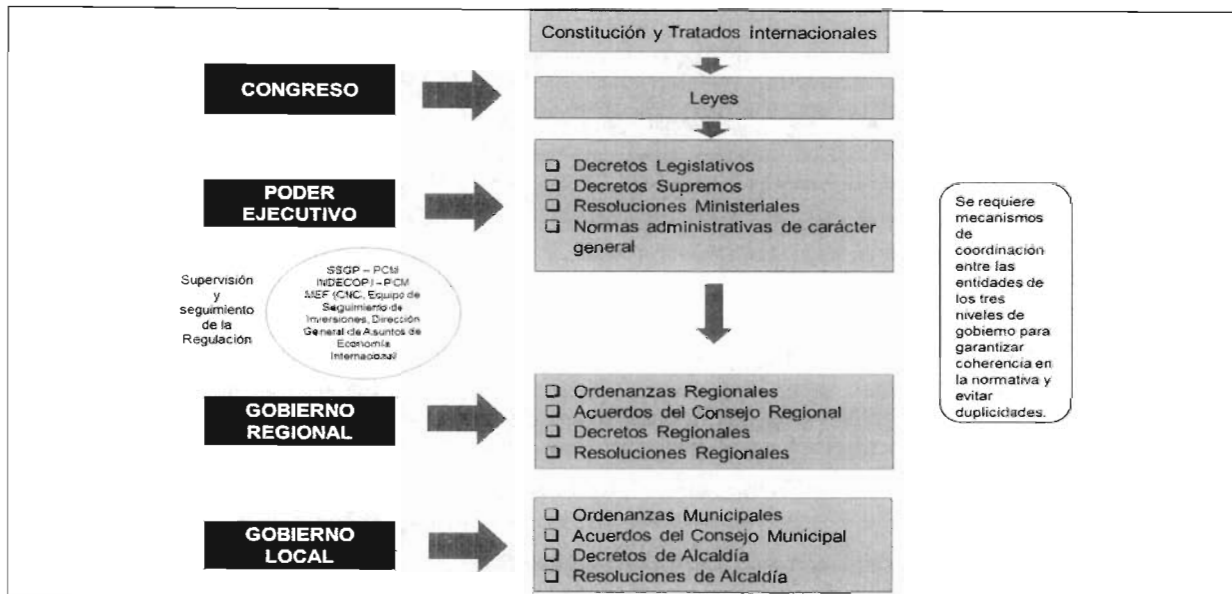 Constitución y Tratados internacionales
CONGRESO
Leyes
PODER
EJECUTIVO
❑ Decretos Legislativos
❑ Decretos Supremos
❑ Resoluciones Ministeriales
❑ Normas administrativas de carácter
general
Supervisión
y
seguimiento
de la
Regulación
SSGP – PCM
INDECOPI – PCM
MEF (CNC, Equipo de
Seguimiento de
Inversiones, Dirección
General de Asuntos de
Economía
Internacional)
Se requiere
mecanismos
de
coordinación
entre las
entidades de
los tres
niveles de
gobierno para
garantizar
coherencia en
la normativa y
evitar
duplicidades.
GOBIERNO
REGIONAL
❑ Ordenanzas Regionales
❑ Acuerdos del Consejo Regional
❑ Decretos Regionales
❑ Resoluciones Regionales
GOBIERNO
LOCAL
❑ Ordenanzas Municipales
❑ Acuerdos del Consejo Municipal
❑ Decretos de Alcaldía
❑ Resoluciones de Alcaldía